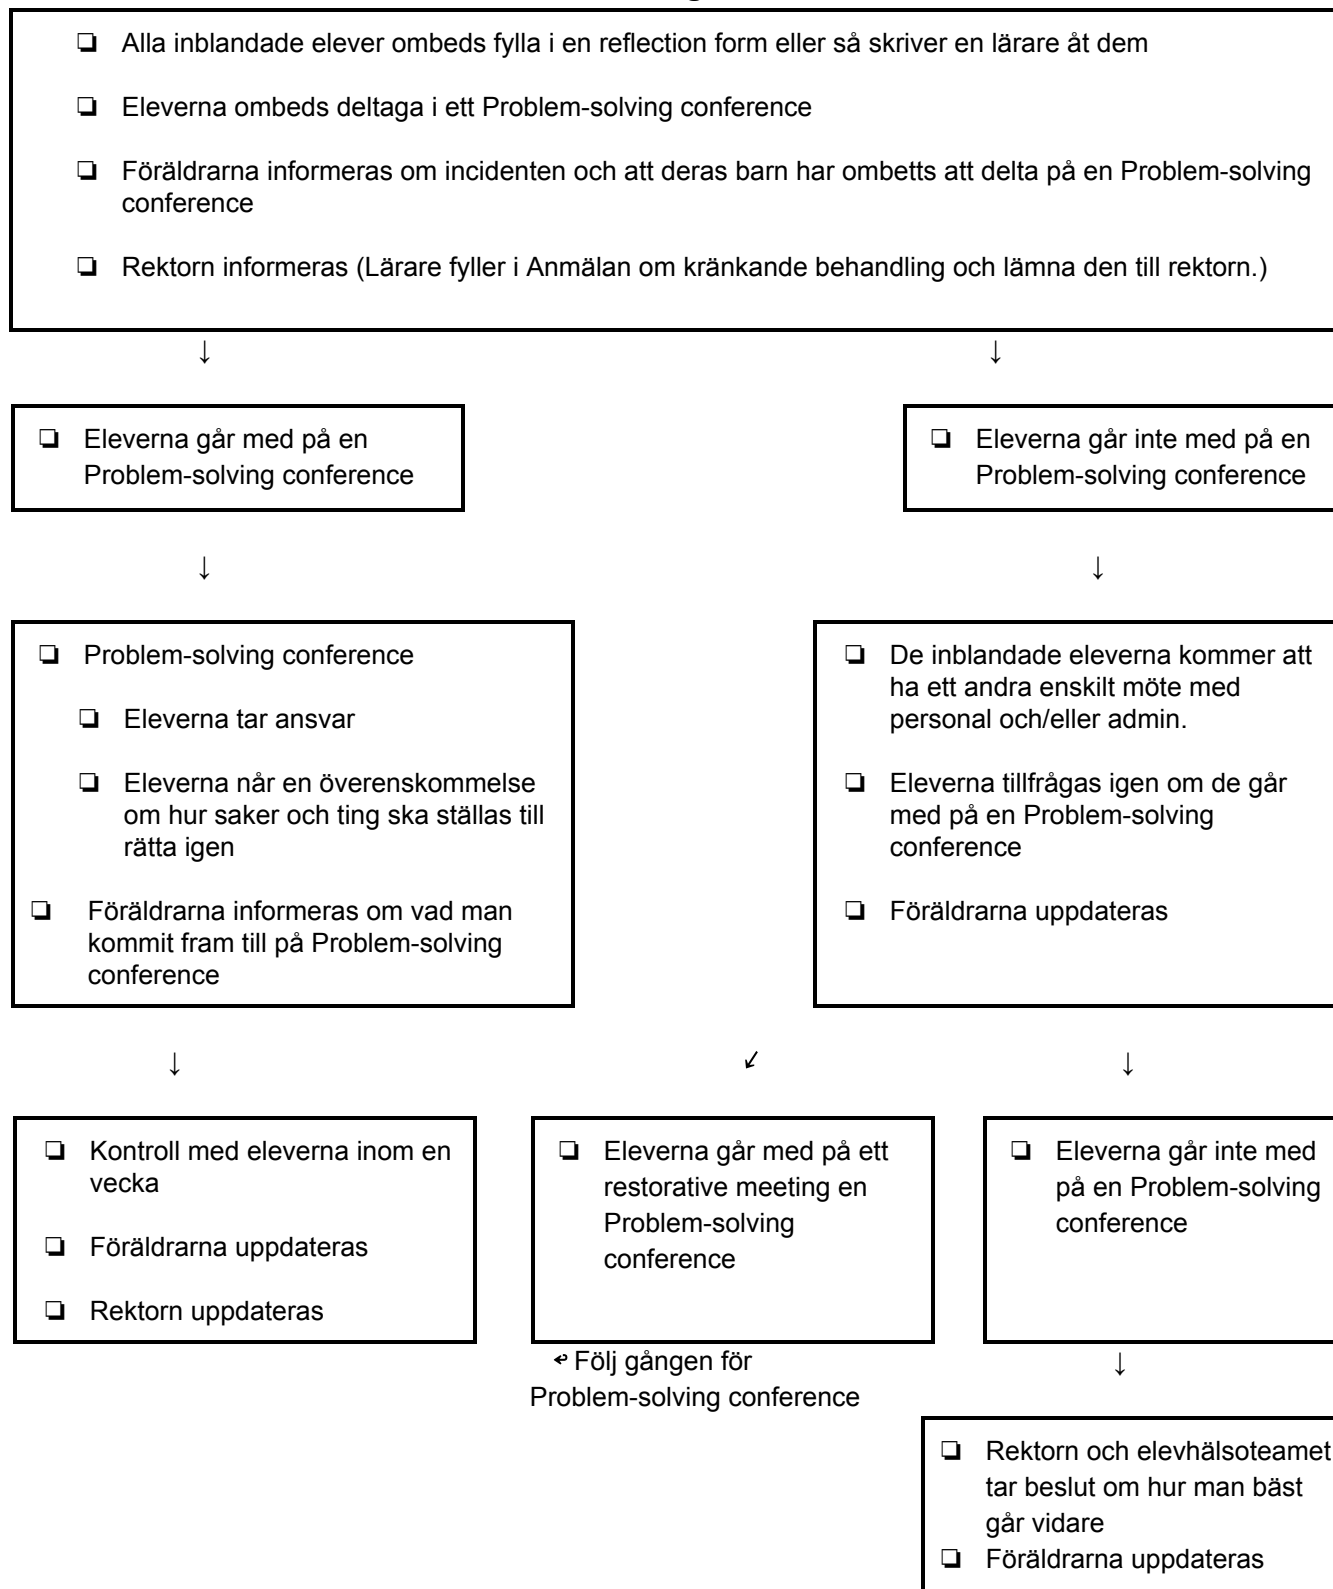 ❏ Alla inblandade elever ombeds fylla i en reflection form eller så skriver en lärare åt dem
❏ Eleverna ombeds deltaga i ett Problem-solving conference
❏ Föräldrarna informeras om incidenten och att deras barn har ombetts att delta på en Problem-solving
conference
❏ Rektorn informeras (Lärare fyller i Anmälan om kränkande behandling och lämna den till rektorn.)
↓ ↓
❏ Eleverna går med på en
Problem-solving conference
❏ Eleverna går inte med på en
Problem-solving conference
↓ ↓
❏ Problem-solving conference
❏ Eleverna tar ansvar
❏ Eleverna når en överenskommelse
om hur saker och ting ska ställas till
rätta igen
❏ Föräldrarna informeras om vad man
kommit fram till på Problem-solving
conference
❏ De inblandade eleverna kommer att
ha ett andra enskilt möte med
personal och/eller admin.
❏ Eleverna tillfrågas igen om de går
med på en Problem-solving
conference
❏ Föräldrarna uppdateras
↓ ↙ ↓
❏ Kontroll med eleverna inom en
vecka
❏ Föräldrarna uppdateras
❏ Rektorn uppdateras
❏ Eleverna går med på ett
restorative meeting en
Problem-solving
conference
❏ Eleverna går inte med
på en Problem-solving
conference
↩ Följ gången för
Problem-solving conference
↓
❏ Rektorn och elevhälsoteamet
tar beslut om hur man bäst
går vidare
❏ Föräldrarna uppdateras